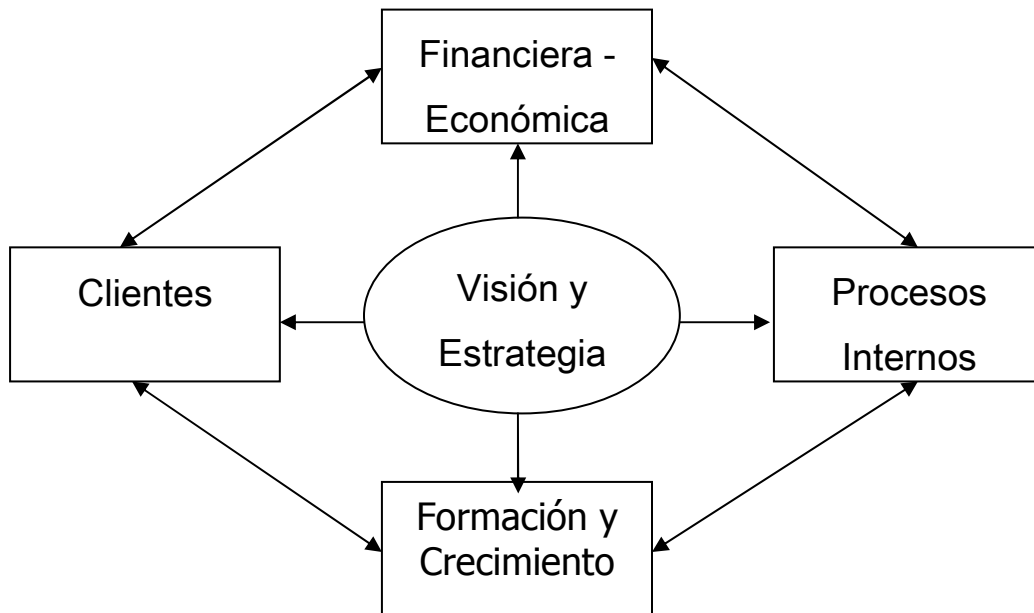 Financiera -
Económica
Clientes
Visión y
Estrategia
Procesos
Internos
Formación y
Crecimiento